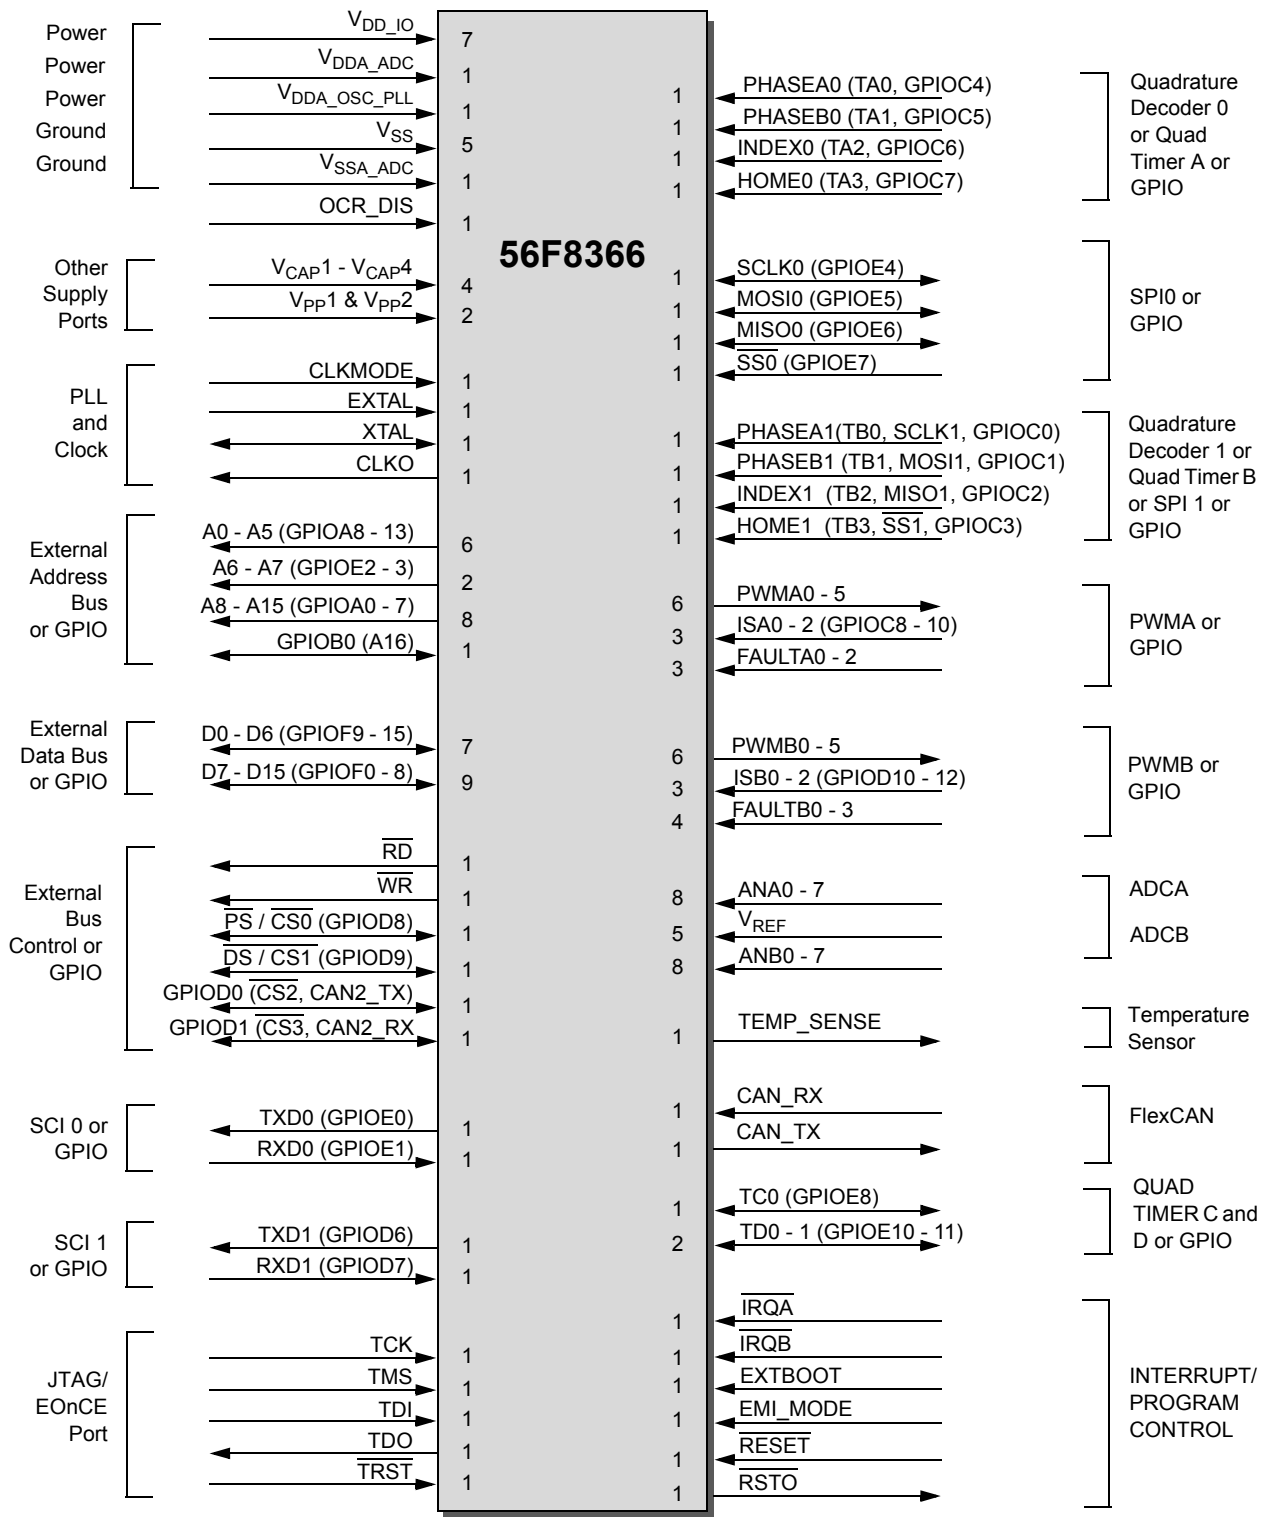 Power
Power
Power
Ground
Ground
V_DD_IO
7
V_DDA_ADC
1
V_DDA_OSC_PLL
1
V_SS
5
V_SSA_ADC
1
OCR_DIS
1
Other
Supply
Ports
V_CAP1 - V_CAP4
4
V_PP1 & V_PP2
2
PLL
and
Clock
CLKMODE
1
EXTAL
1
XTAL
1
CLKO
1
External
Address
Bus
or GPIO
A0 - A5 (GPIOA8 - 13)
6
A6 - A7 (GPIOE2 - 3)
2
A8 - A15 (GPIOA0 - 7)
8
GPIOB0 (A16)
1
External
Data Bus
or GPIO
D0 - D6 (GPIOF9 - 15)
7
D7 - D15 (GPIOF0 - 8)
9
External
Bus
Control or
GPIO
RD
1
WR
1
PS / CS0 (GPIOD8)
1
DS / CS1 (GPIOD9)
1
GPIOD0 (CS2, CAN2_TX)
1
GPIOD1 (CS3, CAN2_RX
1
SCI 0 or
GPIO
TXD0 (GPIOE0)
1
RXD0 (GPIOE1)
1
SCI 1
or GPIO
TXD1 (GPIOD6)
1
RXD1 (GPIOD7)
1
JTAG/
EOnCE
Port
TCK
1
TMS
1
TDI
1
TDO
1
TRST
1
56F8366
1
PHASEA0 (TA0, GPIOC4)
1
PHASEB0 (TA1, GPIOC5)
1
INDEX0 (TA2, GPIOC6)
1
HOME0 (TA3, GPIOC7)
Quadrature
Decoder 0
or Quad
Timer A or
GPIO
1
SCLK0 (GPIOE4)
1
MOSI0 (GPIOE5)
1
MISO0 (GPIOE6)
1
SS0 (GPIOE7)
SPI0 or
GPIO
1
PHASEA1(TB0, SCLK1, GPIOC0)
1
PHASEB1 (TB1, MOSI1, GPIOC1)
1
INDEX1 (TB2, MISO1, GPIOC2)
1
HOME1 (TB3, SS1, GPIOC3)
Quadrature
Decoder 1 or
Quad Timer B
or SPI 1 or
GPIO
6
PWMA0 - 5
3
ISA0 - 2 (GPIOC8 - 10)
3
FAULTA0 - 2
PWMA or
GPIO
6
PWMB0 - 5
3
ISB0 - 2 (GPIOD10 - 12)
4
FAULTB0 - 3
PWMB or
GPIO
8
ANA0 - 7
5
V_REF
8
ANB0 - 7
ADCA
ADCB
1
TEMP_SENSE
Temperature
Sensor
1
CAN_RX
1
CAN_TX
FlexCAN
1
TC0 (GPIOE8)
2
TD0 - 1 (GPIOE10 - 11)
QUAD
TIMER C and
D or GPIO
1
IRQA
1
IRQB
1
EXTBOOT
1
EMI_MODE
1
RESET
1
RSTO
INTERRUPT/
PROGRAM
CONTROL